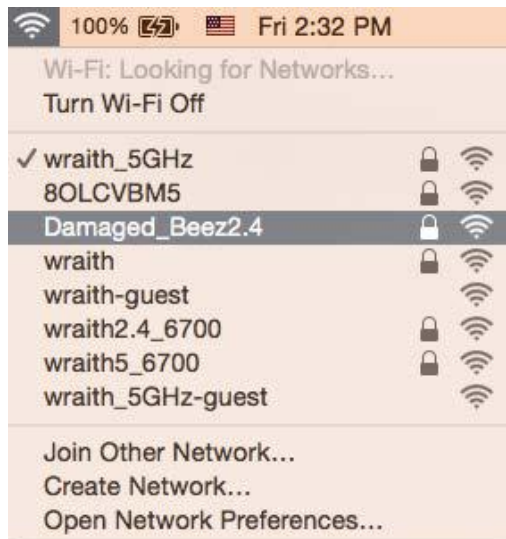 100% Fri 2:32 PM
Wi-Fi: Looking for Networks...
Turn Wi-Fi Off
wraith_5GHz
8OLCVBM5
Damaged_Beez2.4
wraith
wraith-guest
wraith2.4_6700
wraith5_6700
wraith_5GHz-guest
Join Other Network...
Create Network...
Open Network Preferences...